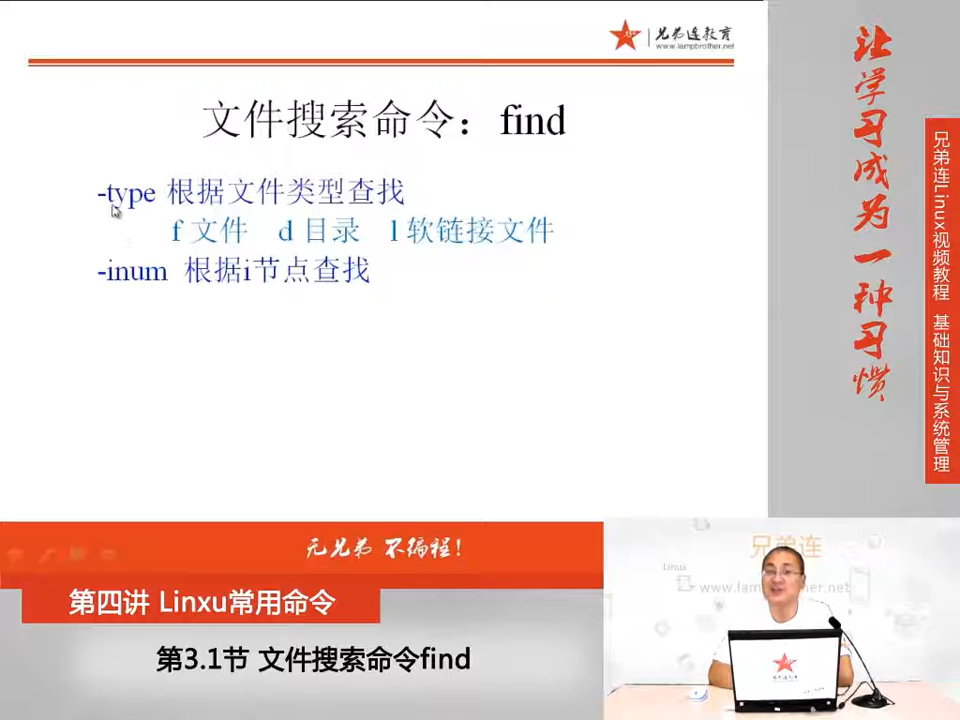 兄弟连教育
www.lampbrother.net
文件搜索命令：find
-type 根据文件类型查找
f 文件 d 目录 l 软链接文件
-inum 根据i节点查找
让学习成为一种习惯
兄弟连Linux视频教程 基础知识与系统管理
无兄弟 不编程！
第四讲 Linxu常用命令
第3.1节 文件搜索命令find
兄弟连
Linux